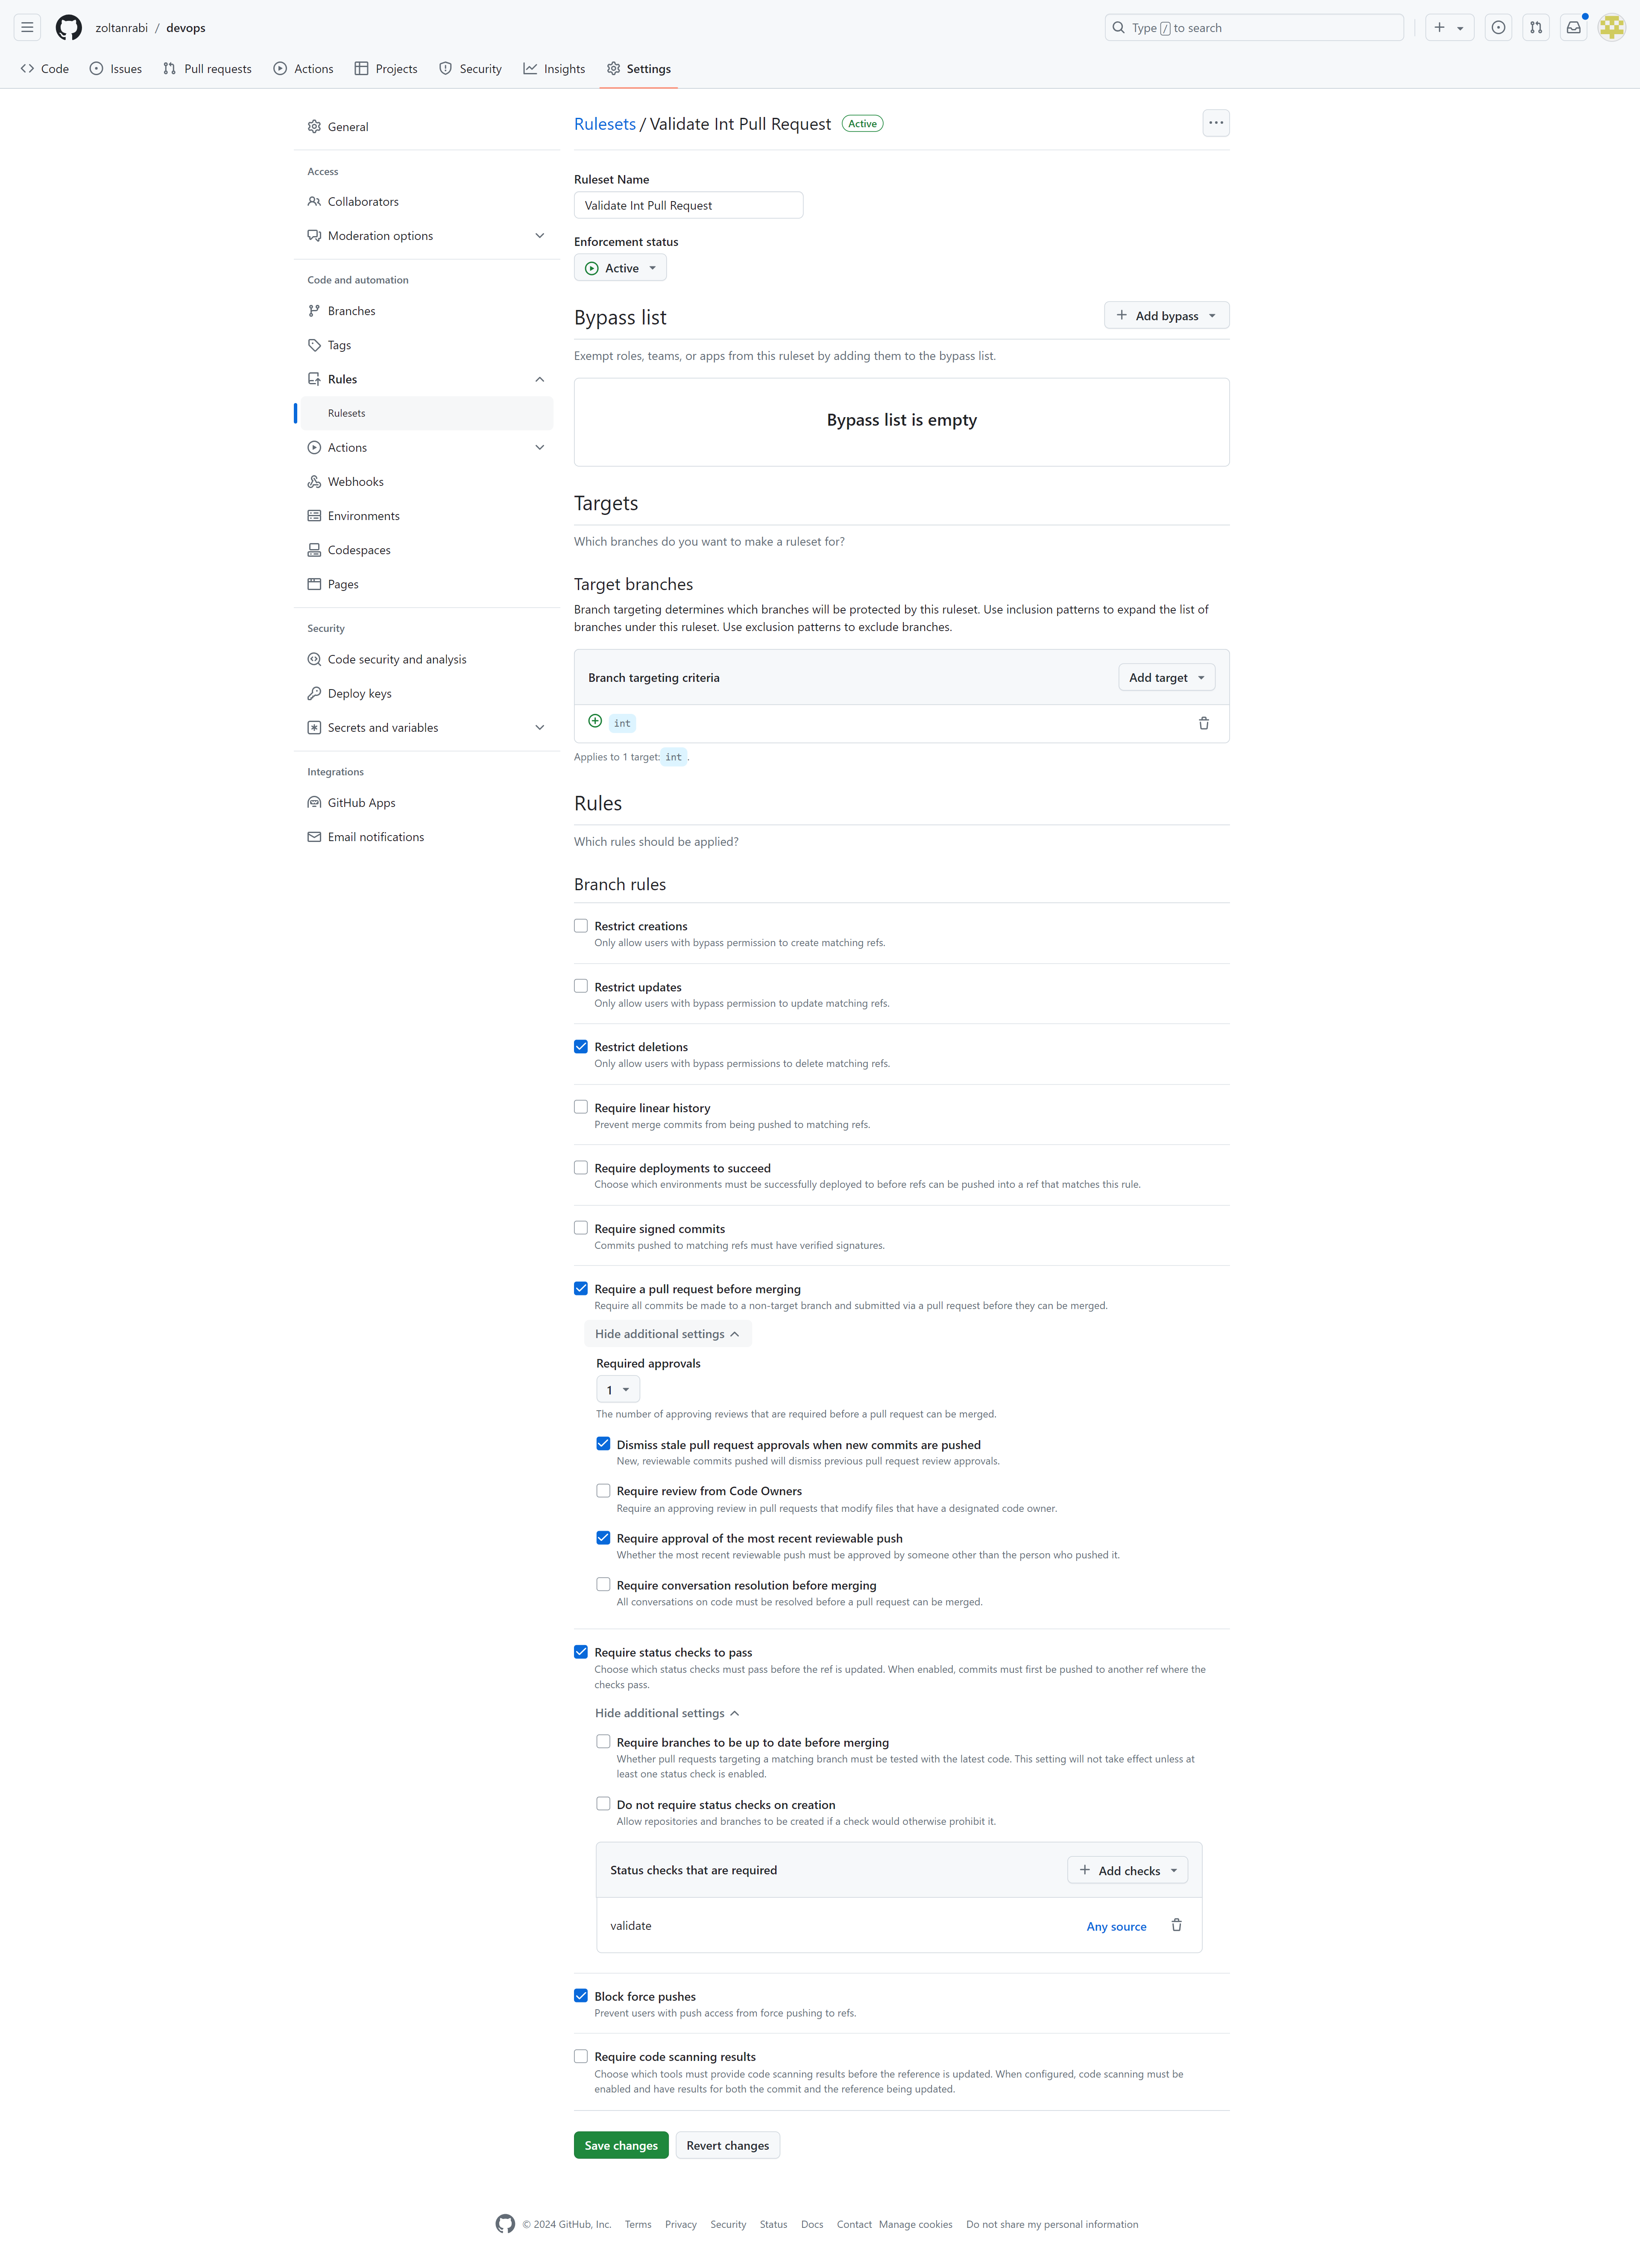 zoltanrabi / devops
Type / to search
Code
Issues
Pull requests
Actions
Projects
Security
Insights
Settings
General
Access
Collaborators
Moderation options
Code and automation
Branches
Tags
Rules
Rulesets
Actions
Webhooks
Environments
Codespaces
Pages
Security
Code security and analysis
Deploy keys
Secrets and variables
Integrations
GitHub Apps
Email notifications
Rulesets / Validate Int Pull Request Active
Ruleset Name
Validate Int Pull Request
Enforcement status
Active
Bypass list
Add bypass
Exempt roles, teams, or apps from this ruleset by adding them to the bypass list.
Bypass list is empty
Targets
Which branches do you want to make a ruleset for?
Target branches
Branch targeting determines which branches will be protected by this ruleset. Use inclusion patterns to expand the list of
branches under this ruleset. Use exclusion patterns to exclude branches.
Branch targeting criteria
Add target
int
Applies to 1 target: int .
Rules
Which rules should be applied?
Branch rules
Restrict creations
Only allow users with bypass permission to create matching refs.
Restrict updates
Only allow users with bypass permission to update matching refs.
Restrict deletions
Only allow users with bypass permissions to delete matching refs.
Require linear history
Prevent merge commits from being pushed to matching refs.
Require deployments to succeed
Choose which environments must be successfully deployed to before refs can be pushed into a ref that matches this rule.
Require signed commits
Commits pushed to matching refs must have verified signatures.
Require a pull request before merging
Require all commits be made to a non-target branch and submitted via a pull request before they can be merged.
Hide additional settings
Required approvals
1
The number of approving reviews that are required before a pull request can be merged.
Dismiss stale pull request approvals when new commits are pushed
New, reviewable commits pushed will dismiss previous pull request review approvals.
Require review from Code Owners
Require an approving review in pull requests that modify files that have a designated code owner.
Require approval of the most recent reviewable push
Whether the most recent reviewable push must be approved by someone other than the person who pushed it.
Require conversation resolution before merging
All conversations on code must be resolved before a pull request can be merged.
Require status checks to pass
Choose which status checks must pass before the ref is updated. When enabled, commits must first be pushed to another ref where the
checks pass.
Hide additional settings
Require branches to be up to date before merging
Whether pull requests targeting a matching branch must be tested with the latest code. This setting will not take effect unless at
least one status check is enabled.
Do not require status checks on creation
Allow repositories and branches to be created if a check would otherwise prohibit it.
Status checks that are required
Add checks
validate
Any source
Block force pushes
Prevent users with push access from force pushing to refs.
Require code scanning results
Choose which tools must provide code scanning results before the reference is updated. When configured, code scanning must be
enabled and have results for both the commit and the reference being updated.
Save changes
Revert changes
© 2024 GitHub, Inc. Terms Privacy Security Status Docs Contact Manage cookies Do not share my personal information